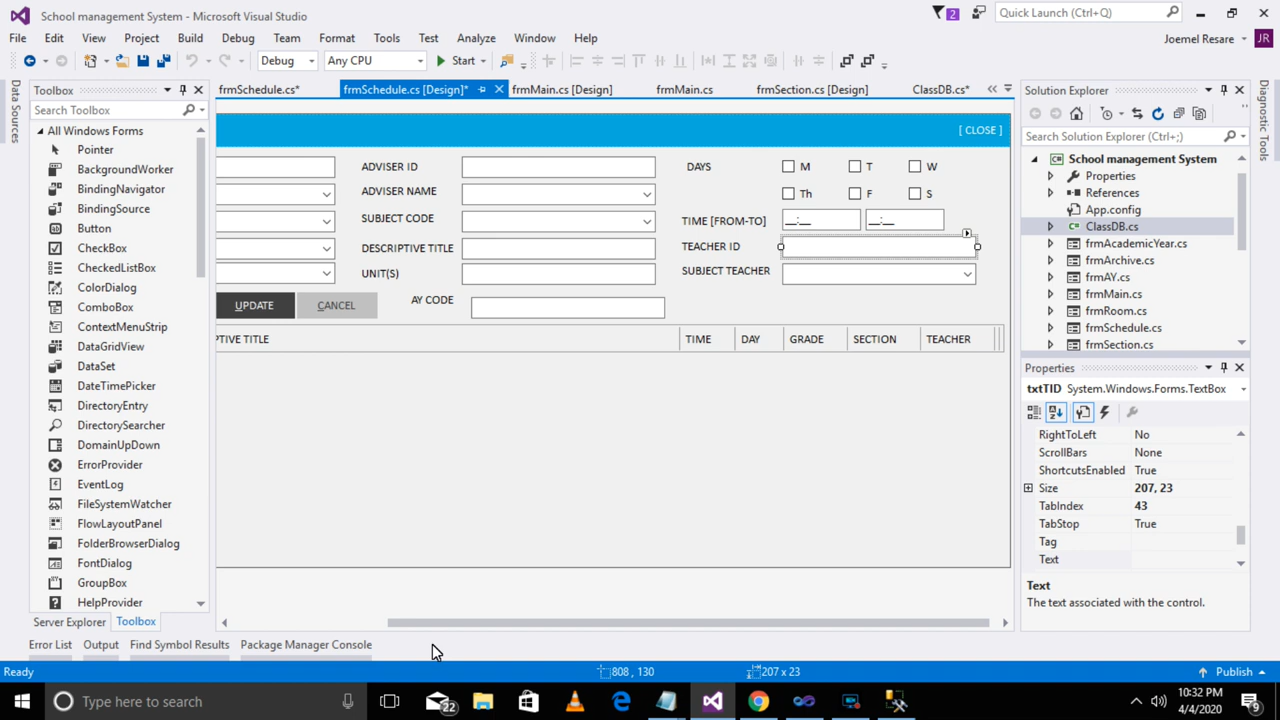 School management System - Microsoft Visual Studio
2
Quick Launch (Ctrl+Q)
File Edit View Project Build Debug Team Format Tools Test Analyze Window Help
Joemel Resare JR
Debug Any CPU Start
Data Sources
Toolbox
Search Toolbox
All Windows Forms
Pointer
BackgroundWorker
BindingNavigator
BindingSource
Button
CheckBox
CheckedListBox
ColorDialog
ComboBox
ContextMenuStrip
DataGridView
DataSet
DateTimePicker
DirectoryEntry
DirectorySearcher
DomainUpDown
ErrorProvider
EventLog
FileSystemWatcher
FlowLayoutPanel
FolderBrowserDialog
FontDialog
GroupBox
HelpProvider
Server Explorer Toolbox
frmSchedule.cs* frmSchedule.cs [Design]* frmMain.cs [Design] frmMain.cs frmSection.cs [Design] ClassDB.cs*
[ CLOSE ]
ADVISER ID DAYS M T W
ADVISER NAME Th F S
SUBJECT CODE TIME [FROM-TO] __:__ __:__
DESCRIPTIVE TITLE TEACHER ID
UNIT(S) SUBJECT TEACHER
UPDATE CANCEL AY CODE
PTIVE TITLE TIME DAY GRADE SECTION TEACHER
Solution Explorer
Search Solution Explorer (Ctrl+;)
School management System
Properties
References
App.config
ClassDB.cs
frmAcademicYear.cs
frmArchive.cs
frmAY.cs
frmMain.cs
frmRoom.cs
frmSchedule.cs
frmSection.cs
Properties
txtTID System.Windows.Forms.TextBox
RightToLeft No
ScrollBars None
ShortcutsEnabled True
Size 207, 23
TabIndex 43
TabStop True
Tag
Text
Text
The text associated with the control.
Diagnostic Tools
Error List Output Find Symbol Results Package Manager Console
Ready 808 , 130 207 x 23 Publish
Type here to search
22
10:32 PM
4/4/2020
9